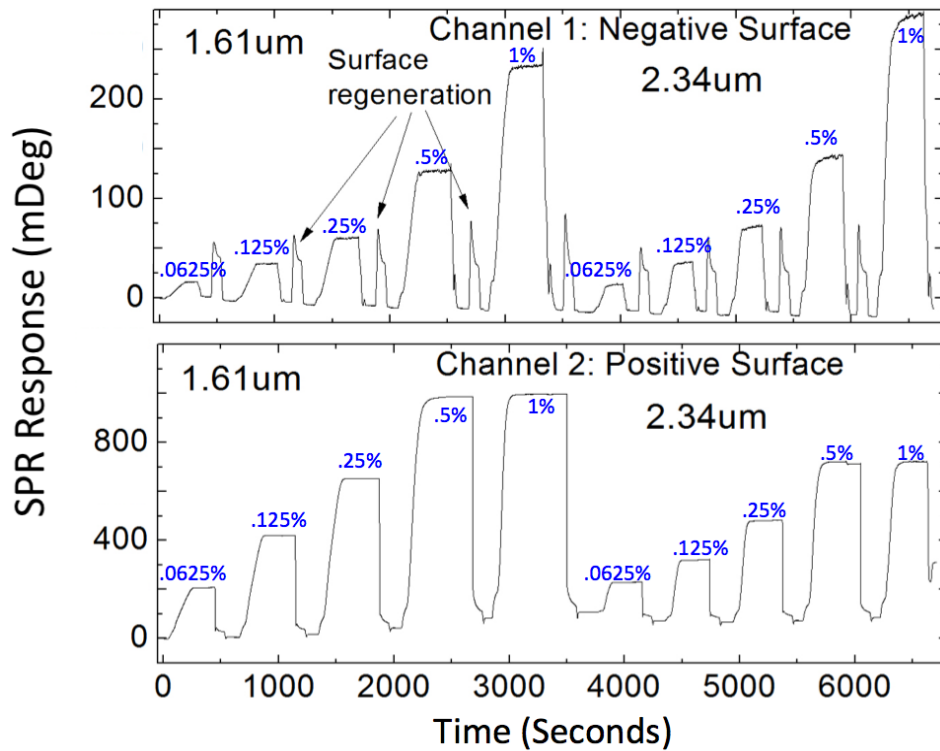 SPR Response (mDeg)
Channel 1: Negative Surface
1.61um
2.34um
Surface
regeneration
200
100
0
.0625%
.125%
.25%
.5%
1%
.0625%
.125%
.25%
.5%
1%
Channel 2: Positive Surface
1.61um
2.34um
800
400
0
.0625%
.125%
.25%
.5%
1%
.0625%
.125%
.25%
.5%
1%
0 1000 2000 3000 4000 5000 6000
Time (Seconds)